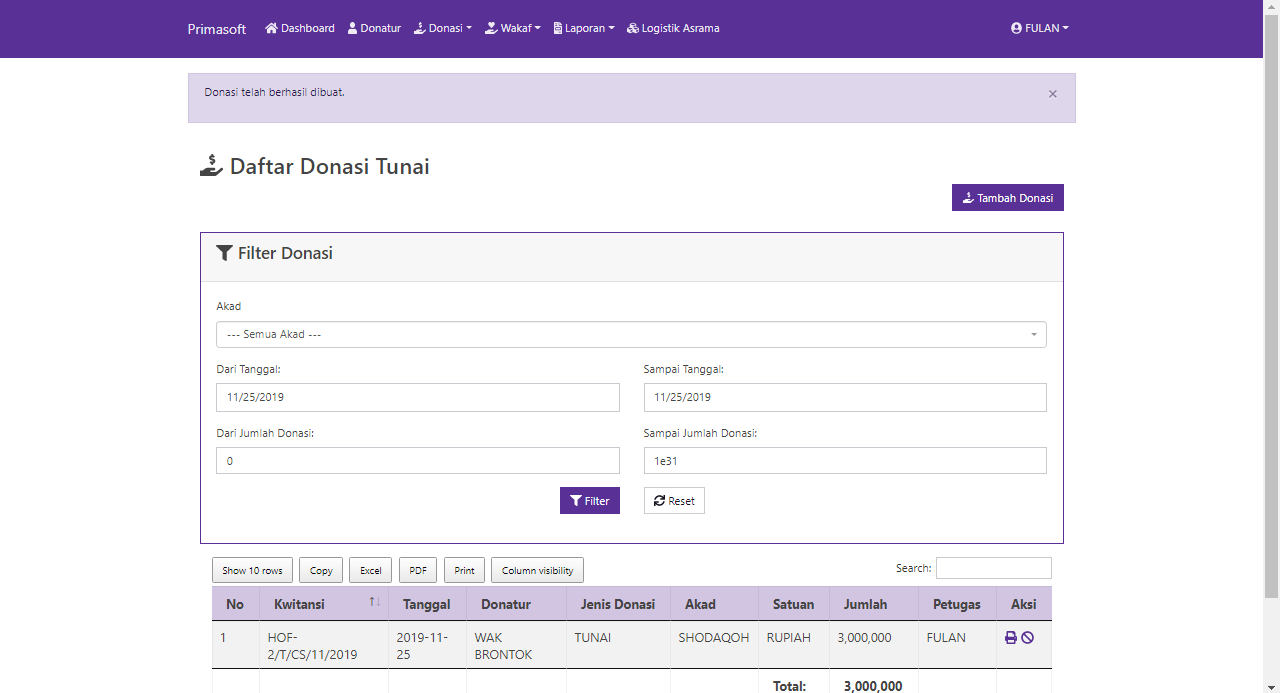 Primasoft Dashboard Donatur Donasi Wakaf Laporan Logistik Asrama FULAN
Donasi telah berhasil dibuat. ×
Daftar Donasi Tunai
Tambah Donasi
Filter Donasi
Akad
--- Semua Akad ---
Dari Tanggal: Sampai Tanggal:
11/25/2019 11/25/2019
Dari Jumlah Donasi: Sampai Jumlah Donasi:
0 1e31
Filter Reset
Show 10 rows Copy Excel PDF Print Column visibility Search:
No Kwitansi Tanggal Donatur Jenis Donasi Akad Satuan Jumlah Petugas Aksi
1 HOF- 2019-11- WAK TUNAI SHODAQOH RUPIAH 3,000,000 FULAN
2/T/CS/11/2019 25 BRONTOK
Total: 3,000,000